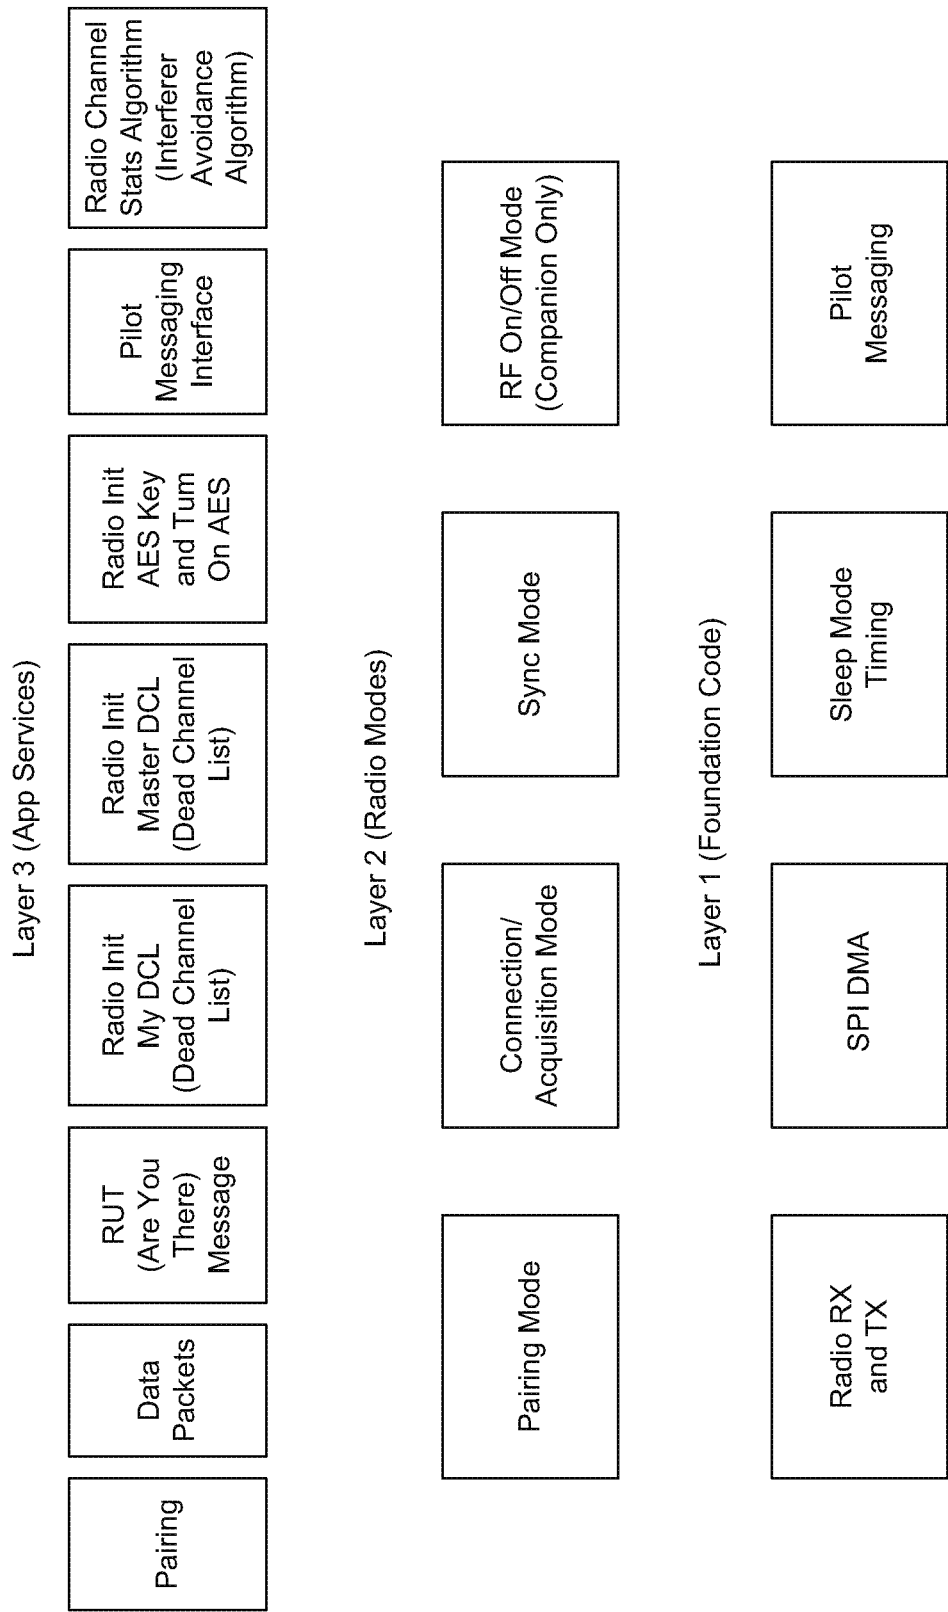 Layer 3 (App Services)
Pairing
Data
Packets
RUT
(Are You
There)
Message
Radio Init
My DCL
(Dead Channel
List)
Radio Init
Master DCL
(Dead Channel
List)
Radio Init
AES Key
and Tum
On AES
Pilot
Messaging
Interface
Radio Channel
Stats Algorithm
(Interferer
Avoidance
Algorithm)
Layer 2 (Radio Modes)
Pairing Mode
Connection/
Acquisition Mode
Sync Mode
RF On/Off Mode
(Companion Only)
Layer 1 (Foundation Code)
Radio RX
and TX
SPI DMA
Sleep Mode
Timing
Pilot
Messaging